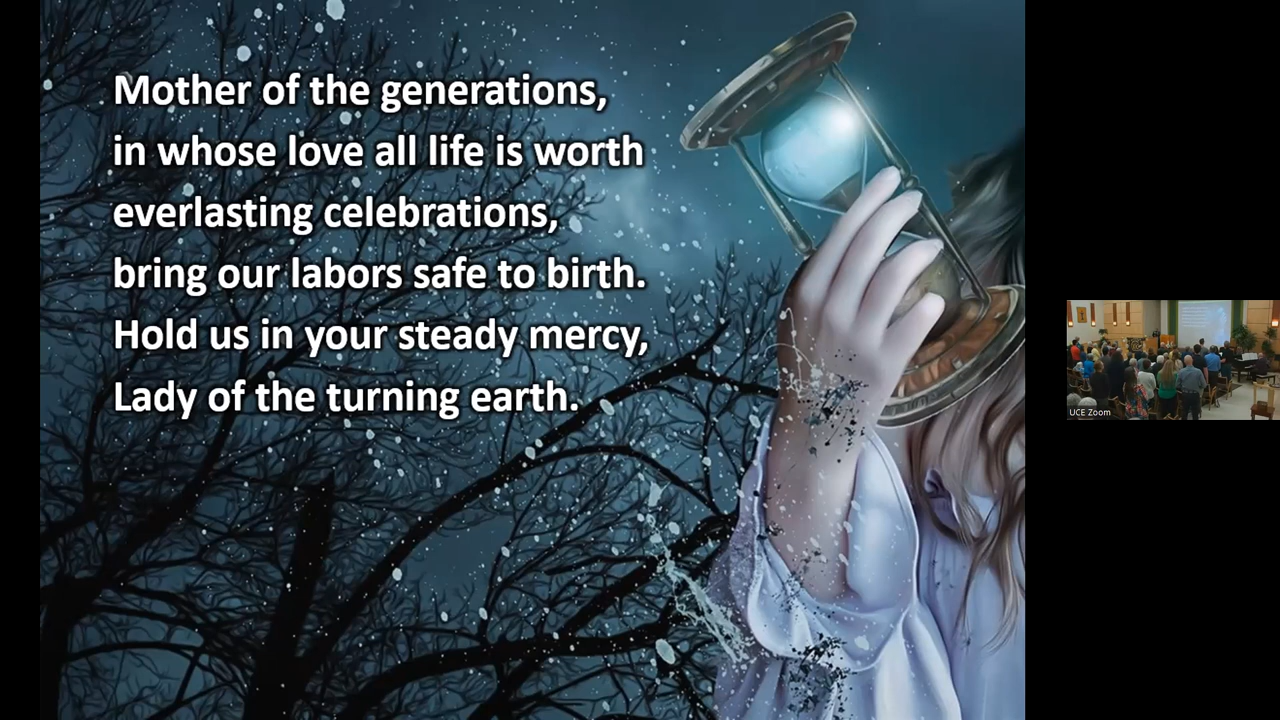 Mother of the generations,
in whose love all life is worth
everlasting celebrations,
bring our labors safe to birth.
Hold us in your steady mercy,
Lady of the turning earth.
UCE Zoom